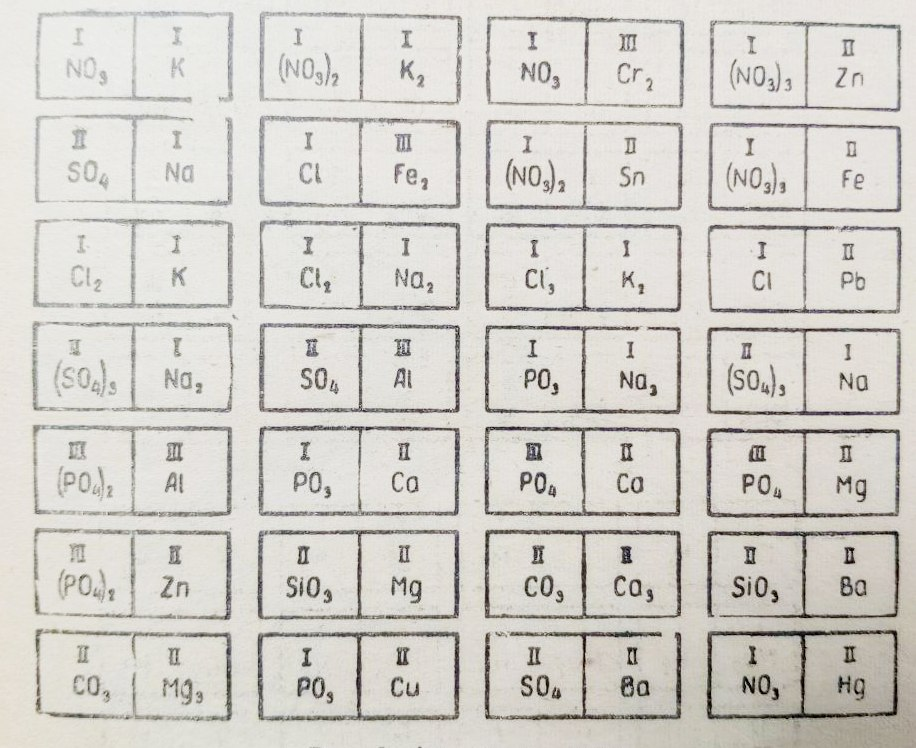 I I I I I III I II
NO₃ K (NO₃)₂ K₂ NO₃ Cr₂ (NO₃)₃ Zn
II I I III I II I II
SO₄ Na Cl Fe₂ (NO₃)₂ Sn (NO₃)₃ Fe
I I I I I I I II
Cl₂ K Cl₂ Na₂ Cl₃ K₂ Cl Pb
II I II III I I II I
(SO₄)₃ Na₂ SO₄ Al PO₃ Na₃ (SO₄)₃ Na
III III I II III II III II
(PO₄)₂ Al PO₃ Ca PO₄ Ca PO₄ Mg
III II II II II II II II
(PO₄)₂ Zn SiO₃ Mg CO₃ Ca₃ SiO₃ Ba
II II I II II II I II
CO₃ Mg₃ PO₃ Cu SO₄ Ba NO₃ Hg